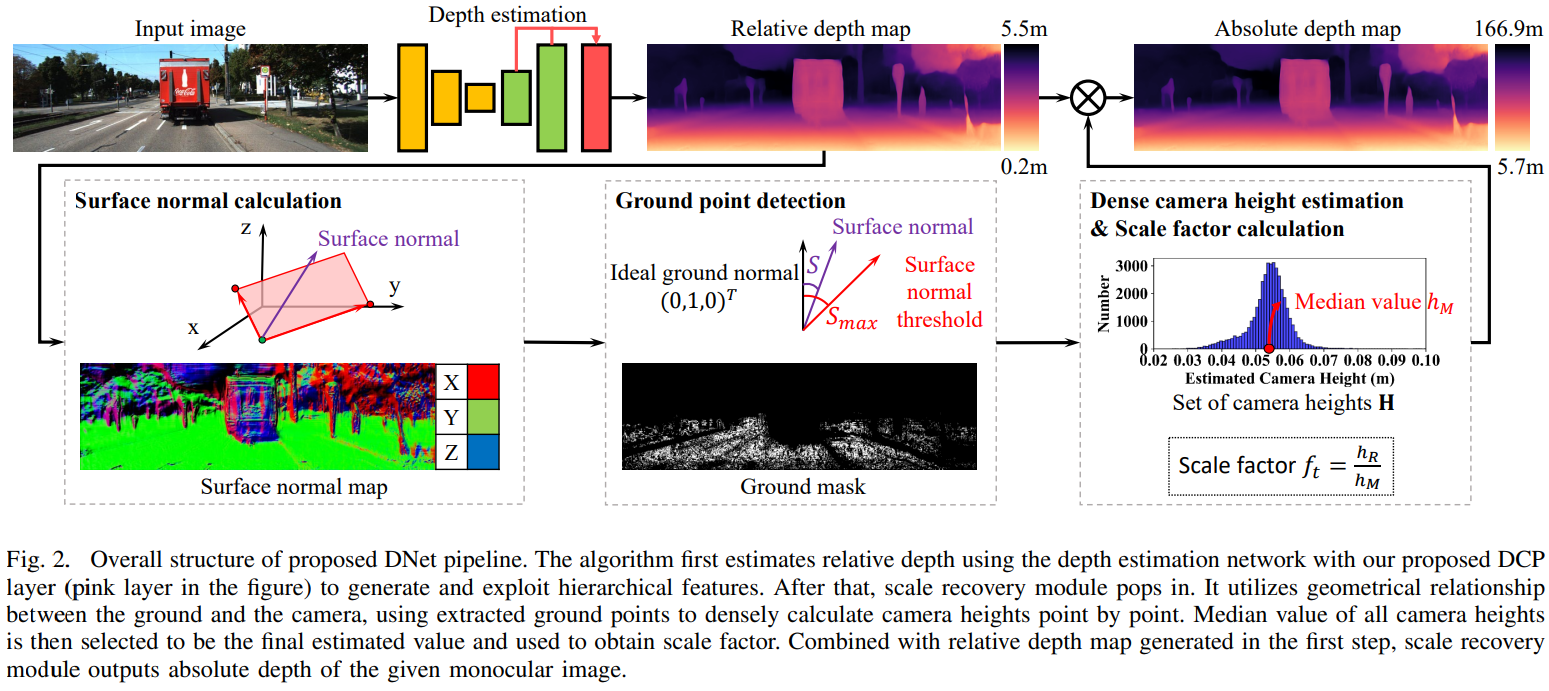 Input image
Depth estimation
Relative depth map
5.5m
0.2m
Absolute depth map
166.9m
5.7m
Coca-Cola
Surface normal calculation
z
Surface normal
y
x
X
Y
Z
Surface normal map
Ground point detection
Surface normal
Ideal ground normal
(0,1,0)^T
S
S_max
Surface
normal
threshold
Ground mask
Dense camera height estimation
& Scale factor calculation
Number
3000
2000
1000
0
Median value h_M
0.02 0.03 0.04 0.05 0.06 0.07 0.08 0.09 0.10
Estimated Camera Height (m)
Set of camera heights H
Scale factor f_t = h_R / h_M
Fig. 2. Overall structure of proposed DNet pipeline. The algorithm first estimates relative depth using the depth estimation network with our proposed DCP
layer (pink layer in the figure) to generate and exploit hierarchical features. After that, scale recovery module pops in. It utilizes geometrical relationship
between the ground and the camera, using extracted ground points to densely calculate camera heights point by point. Median value of all camera heights
is then selected to be the final estimated value and used to obtain scale factor. Combined with relative depth map generated in the first step, scale recovery
module outputs absolute depth of the given monocular image.